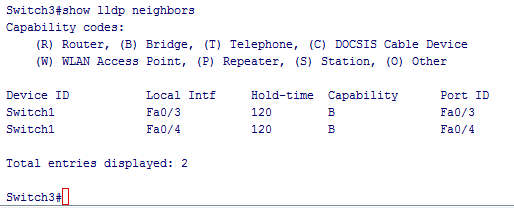 Switch3#show lldp neighbors
Capability codes:
    (R) Router, (B) Bridge, (T) Telephone, (C) DOCSIS Cable Device
    (W) WLAN Access Point, (P) Repeater, (S) Station, (O) Other
Device ID           Local Intf     Hold-time  Capability      Port ID
Switch1             Fa0/3          120        B               Fa0/3
Switch1             Fa0/4          120        B               Fa0/4
Total entries displayed: 2
Switch3#